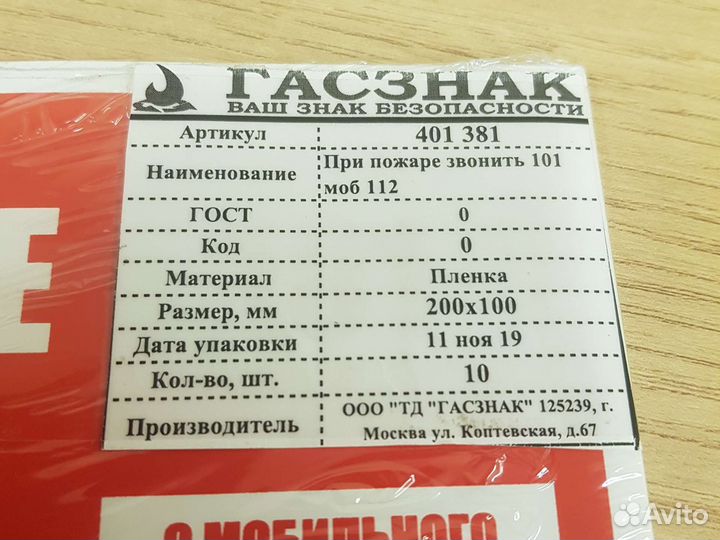 ГАСЗНАК
ВАШ ЗНАК БЕЗОПАСНОСТИ
Артикул 401 381
Наименование При пожаре звонить 101
моб 112
ГОСТ 0
Код 0
Материал Пленка
Размер, мм 200х100
Дата упаковки 11 ноя 19
Кол-во, шт. 10
Производитель ООО "ТД "ГАСЗНАК" 125239, г.
Москва ул. Коптевская, д.67
Е
С МОБИЛЬНОГО
Avito